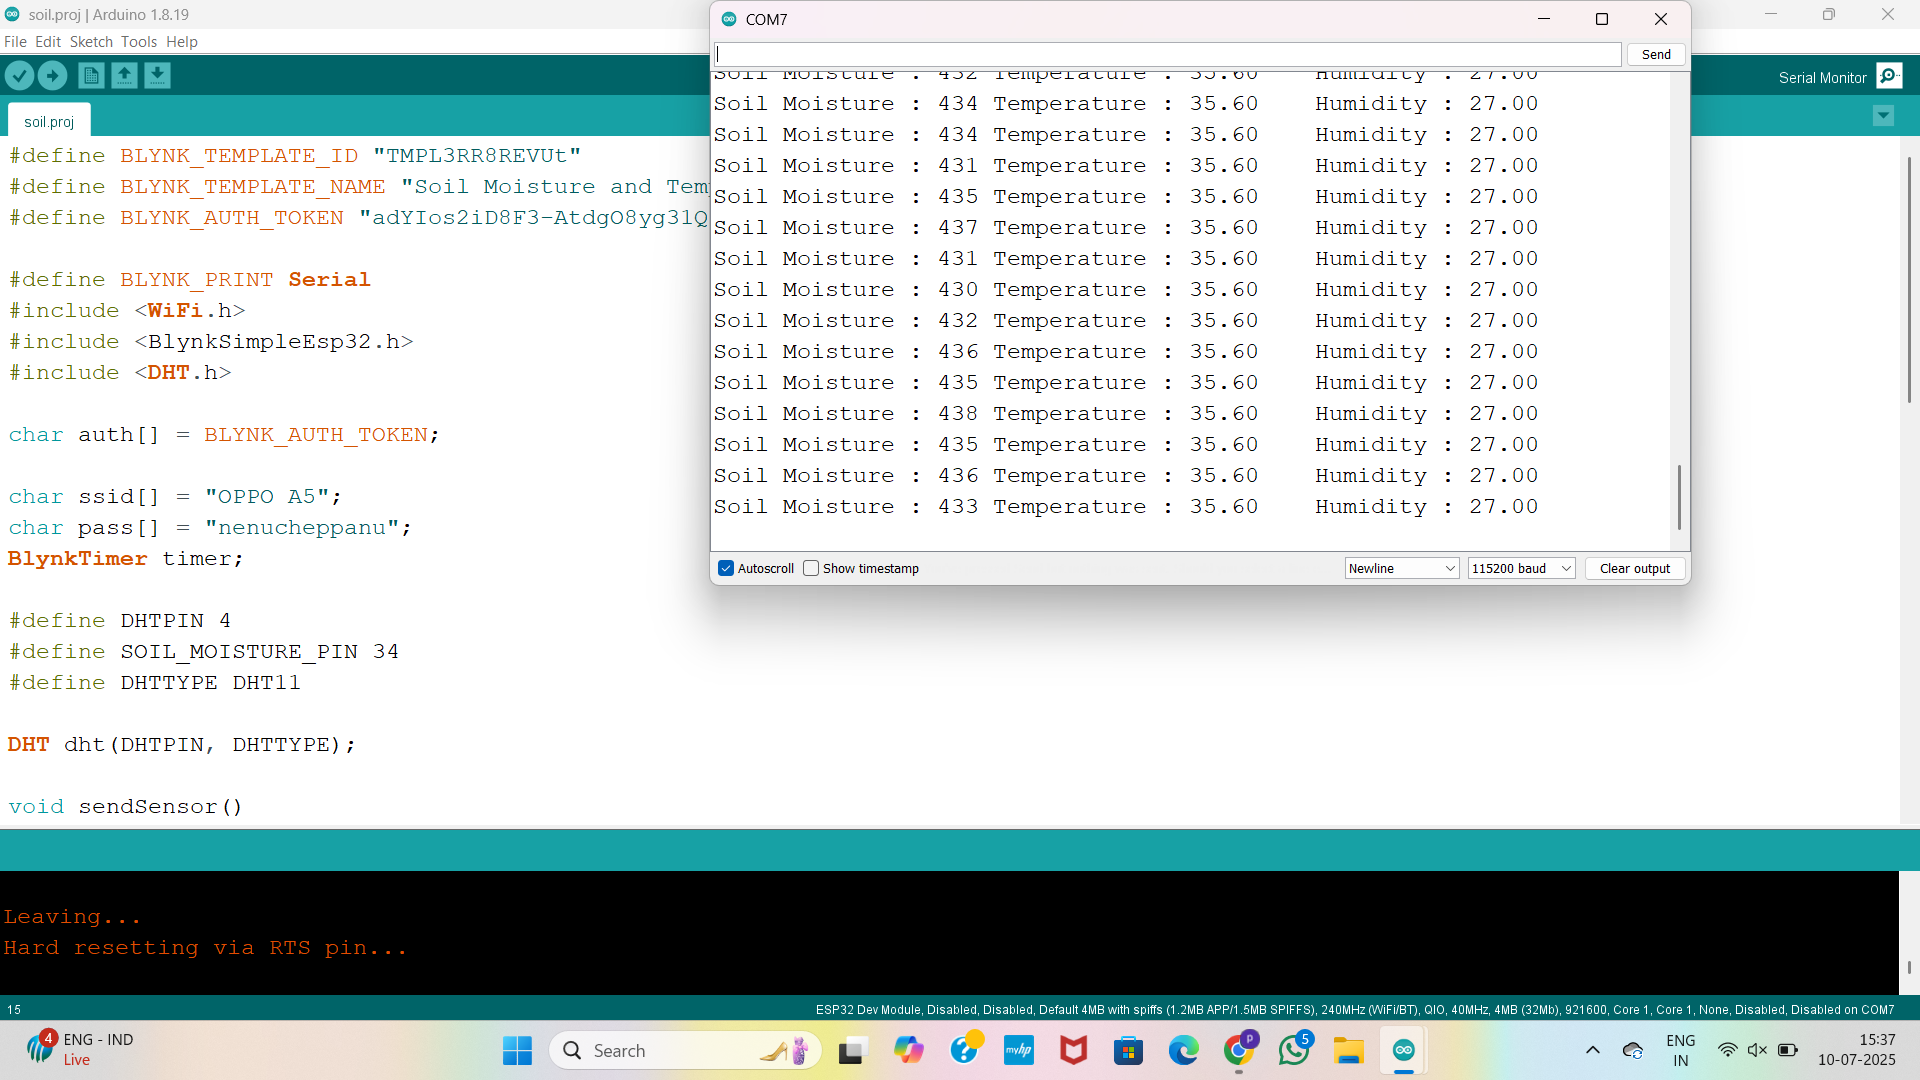 soil.proj | Arduino 1.8.19
File Edit Sketch Tools Help
Serial Monitor
soil.proj
#define BLYNK_TEMPLATE_ID "TMPL3RR8REVUt"
#define BLYNK_TEMPLATE_NAME "Soil Moisture and Tem
#define BLYNK_AUTH_TOKEN "adYIos2iD8F3-AtdgO8yg31Q
#define BLYNK_PRINT Serial
#include <WiFi.h>
#include <BlynkSimpleEsp32.h>
#include <DHT.h>
char auth[] = BLYNK_AUTH_TOKEN;
char ssid[] = "OPPO A5";
char pass[] = "nenucheppanu";
BlynkTimer timer;
#define DHTPIN 4
#define SOIL_MOISTURE_PIN 34
#define DHTTYPE DHT11
DHT dht(DHTPIN, DHTTYPE);
void sendSensor()
COM7
Send
Soil Moisture : 432 Temperature : 35.60 Humidity : 27.00
Soil Moisture : 434 Temperature : 35.60 Humidity : 27.00
Soil Moisture : 434 Temperature : 35.60 Humidity : 27.00
Soil Moisture : 431 Temperature : 35.60 Humidity : 27.00
Soil Moisture : 435 Temperature : 35.60 Humidity : 27.00
Soil Moisture : 437 Temperature : 35.60 Humidity : 27.00
Soil Moisture : 431 Temperature : 35.60 Humidity : 27.00
Soil Moisture : 430 Temperature : 35.60 Humidity : 27.00
Soil Moisture : 432 Temperature : 35.60 Humidity : 27.00
Soil Moisture : 436 Temperature : 35.60 Humidity : 27.00
Soil Moisture : 435 Temperature : 35.60 Humidity : 27.00
Soil Moisture : 438 Temperature : 35.60 Humidity : 27.00
Soil Moisture : 435 Temperature : 35.60 Humidity : 27.00
Soil Moisture : 436 Temperature : 35.60 Humidity : 27.00
Soil Moisture : 433 Temperature : 35.60 Humidity : 27.00
Autoscroll Show timestamp Newline 115200 baud Clear output
Leaving...
Hard resetting via RTS pin...
15 ESP32 Dev Module, Disabled, Disabled, Default 4MB with spiffs (1.2MB APP/1.5MB SPIFFS), 240MHz (WiFi/BT), QIO, 40MHz, 4MB (32Mb), 921600, Core 1, Core 1, None, Disabled, Disabled on COM7
4 ENG - IND
Live
Search
myhp
P
5
ENG
IN
15:37
10-07-2025